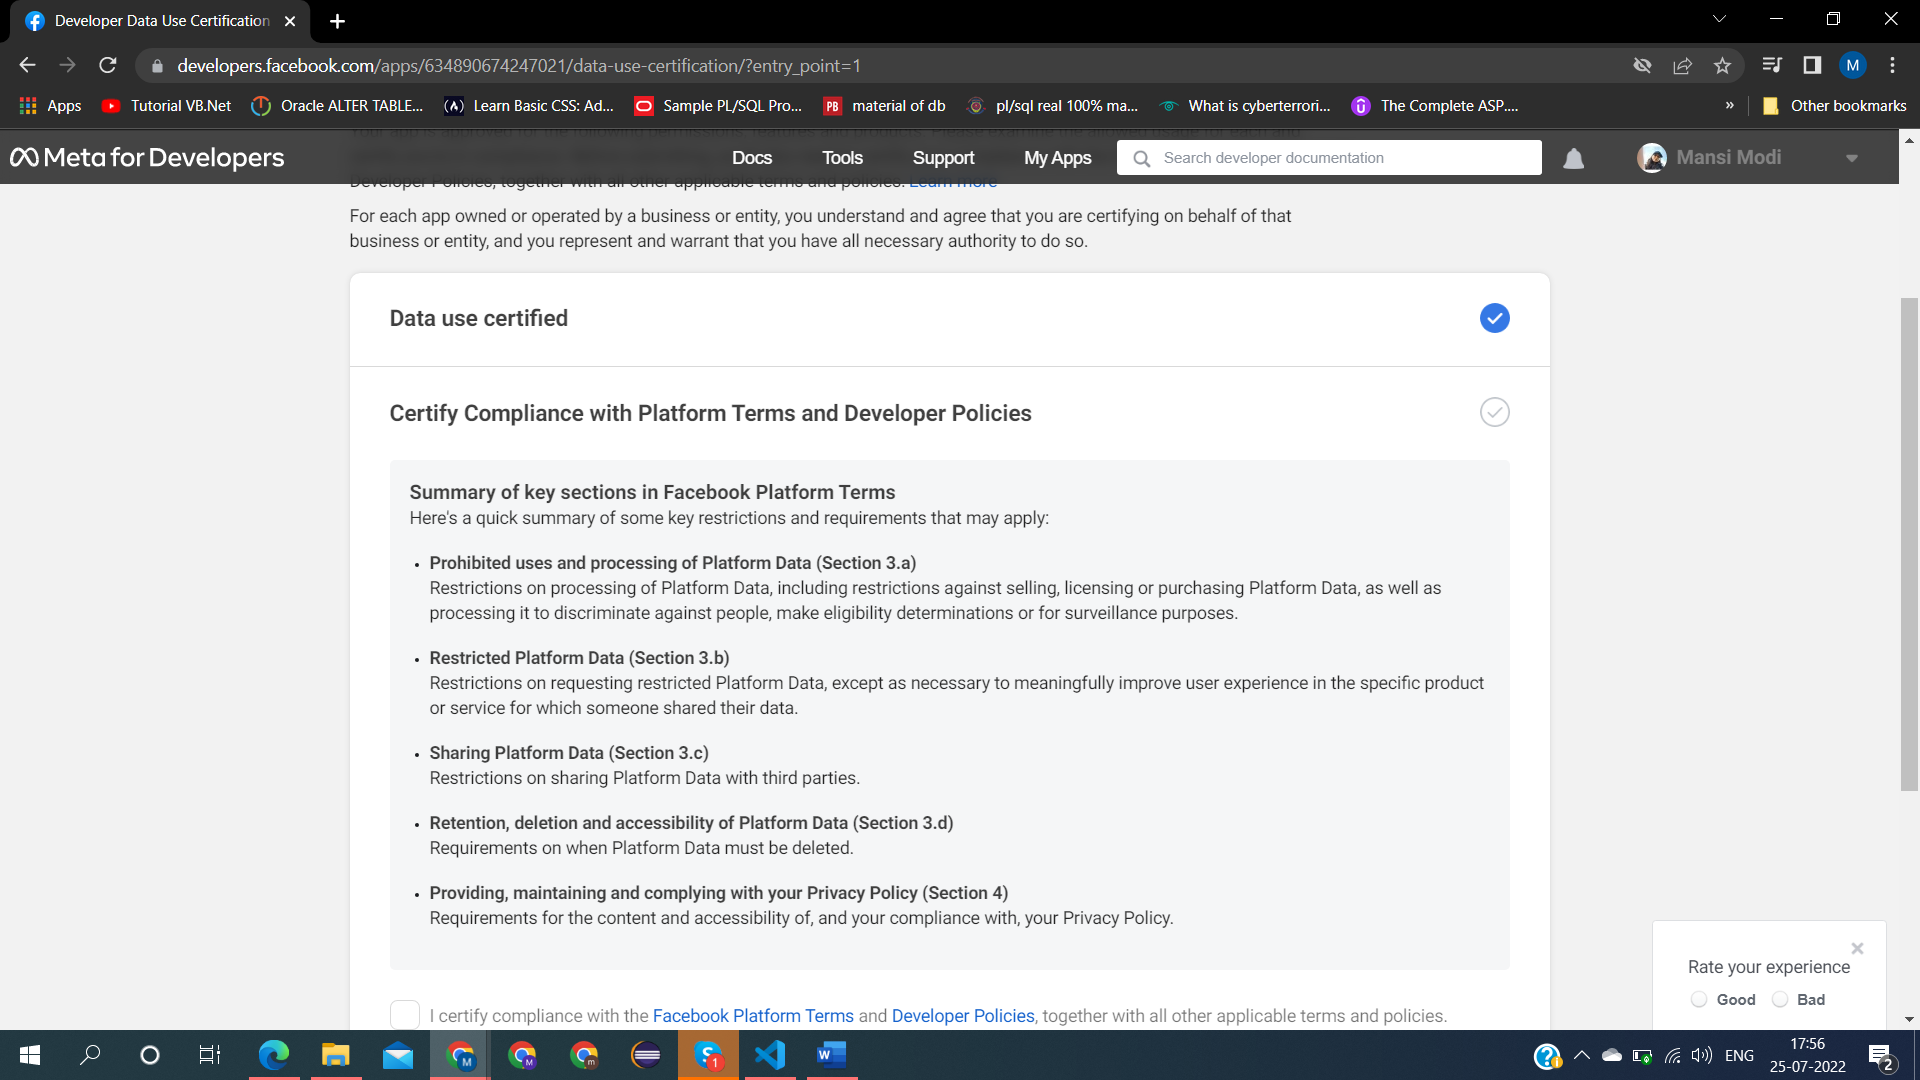 Developer Data Use Certification
developers.facebook.com/apps/634890674247021/data-use-certification/?entry_point=1
M
Apps
Tutorial VB.Net
Oracle ALTER TABLE...
Learn Basic CSS: Ad...
Sample PL/SQL Pro...
PB
material of db
pl/sql real 100% ma...
What is cyberterrori...
The Complete ASP....
»
Other bookmarks
Meta for Developers
Docs
Tools
Support
My Apps
Search developer documentation
Mansi Modi
Developer Policies, together with all other applicable terms and policies. Learn more
For each app owned or operated by a business or entity, you understand and agree that you are certifying on behalf of that
business or entity, and you represent and warrant that you have all necessary authority to do so.
Data use certified
Certify Compliance with Platform Terms and Developer Policies
Summary of key sections in Facebook Platform Terms
Here's a quick summary of some key restrictions and requirements that may apply:
• Prohibited uses and processing of Platform Data (Section 3.a)
Restrictions on processing of Platform Data, including restrictions against selling, licensing or purchasing Platform Data, as well as
processing it to discriminate against people, make eligibility determinations or for surveillance purposes.
• Restricted Platform Data (Section 3.b)
Restrictions on requesting restricted Platform Data, except as necessary to meaningfully improve user experience in the specific product
or service for which someone shared their data.
• Sharing Platform Data (Section 3.c)
Restrictions on sharing Platform Data with third parties.
• Retention, deletion and accessibility of Platform Data (Section 3.d)
Requirements on when Platform Data must be deleted.
• Providing, maintaining and complying with your Privacy Policy (Section 4)
Requirements for the content and accessibility of, and your compliance with, your Privacy Policy.
I certify compliance with the Facebook Platform Terms and Developer Policies, together with all other applicable terms and policies.
Rate your experience
Good
Bad
ENG
17:56
25-07-2022
2